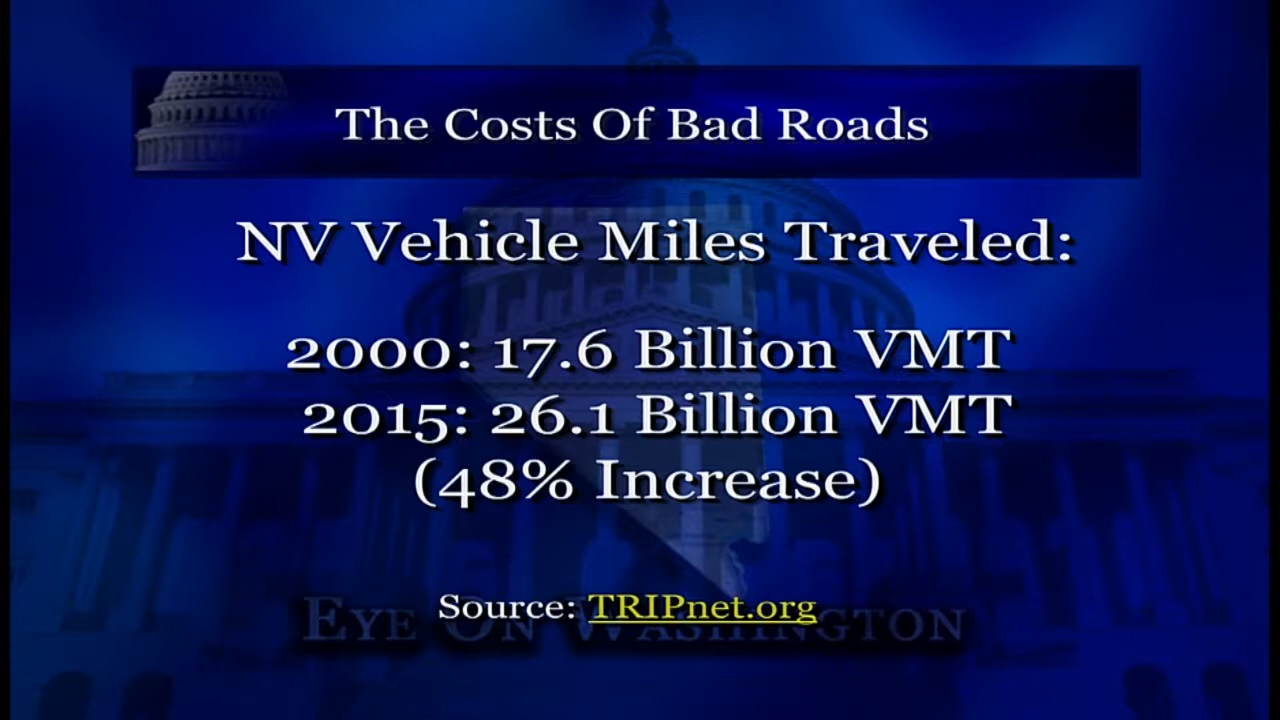 The Costs Of Bad Roads
NV Vehicle Miles Traveled:
2000: 17.6 Billion VMT
2015: 26.1 Billion VMT
(48% Increase)
Source: TRIPnet.org
EYE ON WASHINGTON